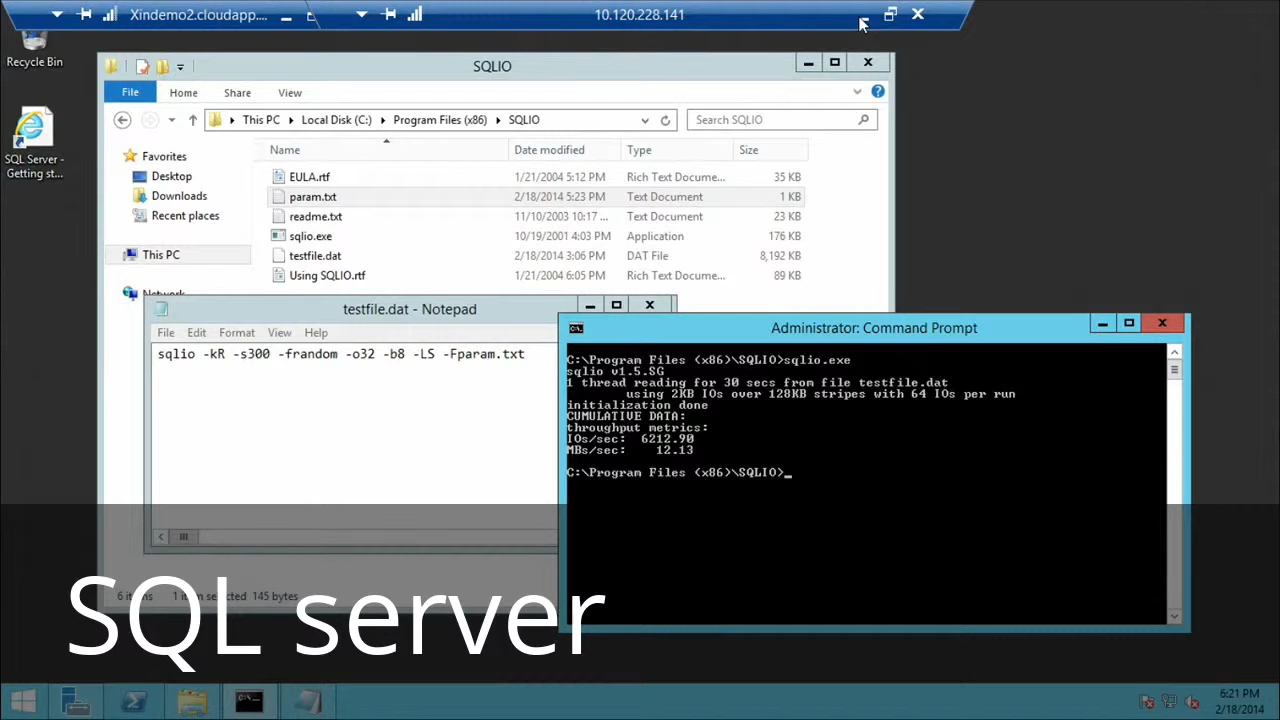 Xindemo2.cloudapp....
10.120.228.141
Recycle Bin
SQL Server -
Getting st...
SQLIO
File Home Share View
This PC Local Disk (C:) Program Files (x86) SQLIO
Search SQLIO
Name Date modified Type Size
Favorites
Desktop
Downloads
Recent places
This PC
Network
EULA.rtf 1/21/2004 5:12 PM Rich Text Docume... 35 KB
param.txt 2/18/2014 5:23 PM Text Document 1 KB
readme.txt 11/10/2003 10:17 ... Text Document 23 KB
sqlio.exe 10/19/2001 4:03 PM Application 176 KB
testfile.dat 2/18/2014 3:06 PM DAT File 8,192 KB
Using SQLIO.rtf 1/21/2004 6:05 PM Rich Text Docume... 89 KB
testfile.dat - Notepad
File Edit Format View Help
sqlio -kR -s300 -frandom -o32 -b8 -LS -Fparam.txt
Administrator: Command Prompt
C:\Program Files (x86)\SQLIO>sqlio.exe
sqlio v1.5.SG
1 thread reading for 30 secs from file testfile.dat
using 2KB IOs over 128KB stripes with 64 IOs per run
initialization done
CUMULATIVE DATA:
throughput metrics:
IOs/sec: 6212.90
MBs/sec: 12.13
C:\Program Files (x86)\SQLIO>_
6 items 1 item selected 145 bytes
SQL server
6:21 PM
2/18/2014